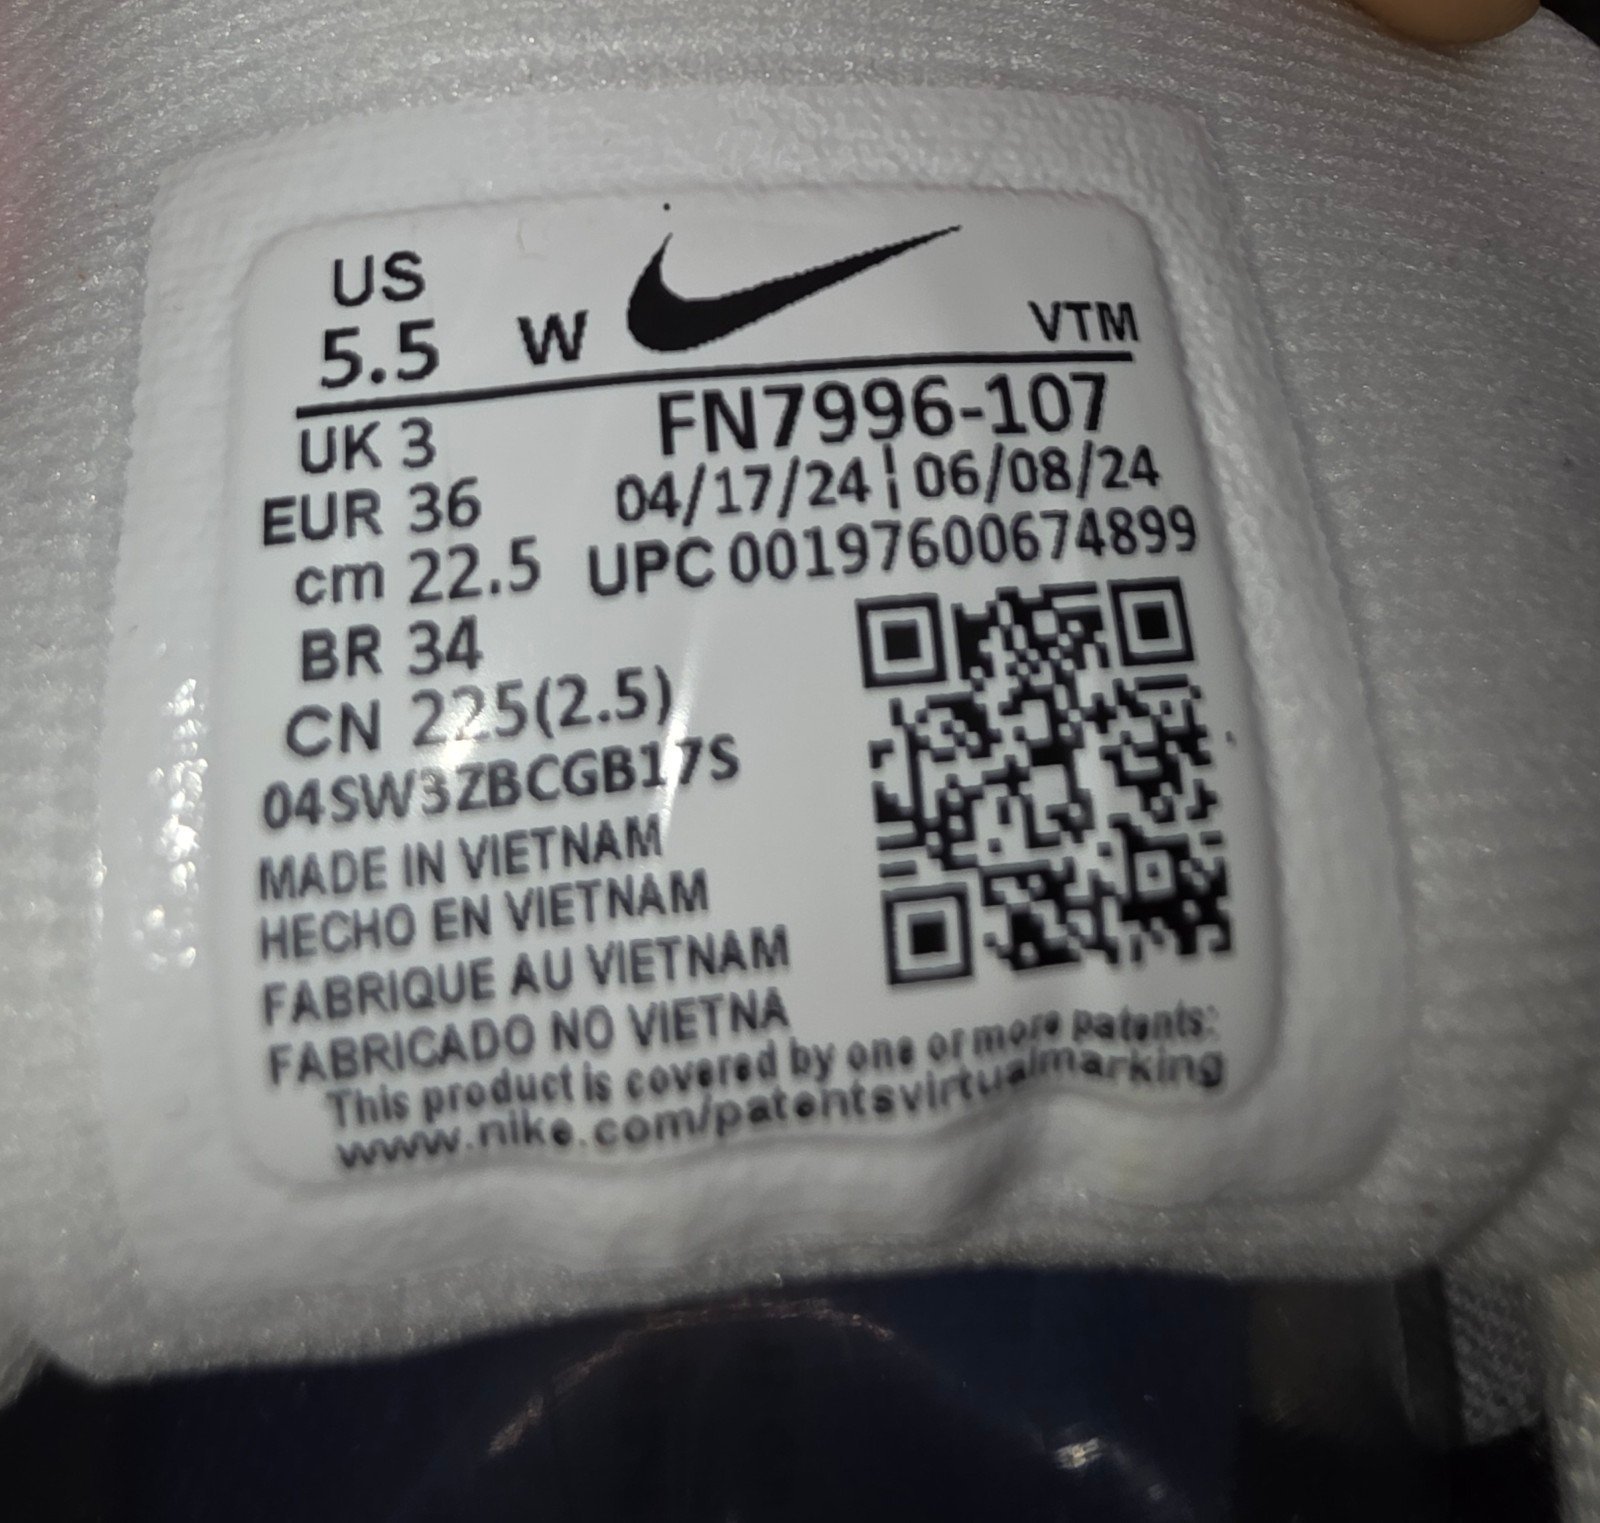 US
5.5 W VTM
UK 3 FN7996-107
EUR 36 04/17/24 ¦ 06/08/24
cm 22.5 UPC 00197600674899
BR 34
CN 225(2.5)
04SW3ZBCGB17S
MADE IN VIETNAM
HECHO EN VIETNAM
FABRIQUE AU VIETNAM
FABRICADO NO VIETNA
This product is covered by one or more patents:
www.nike.com/patentsvirtualmarking